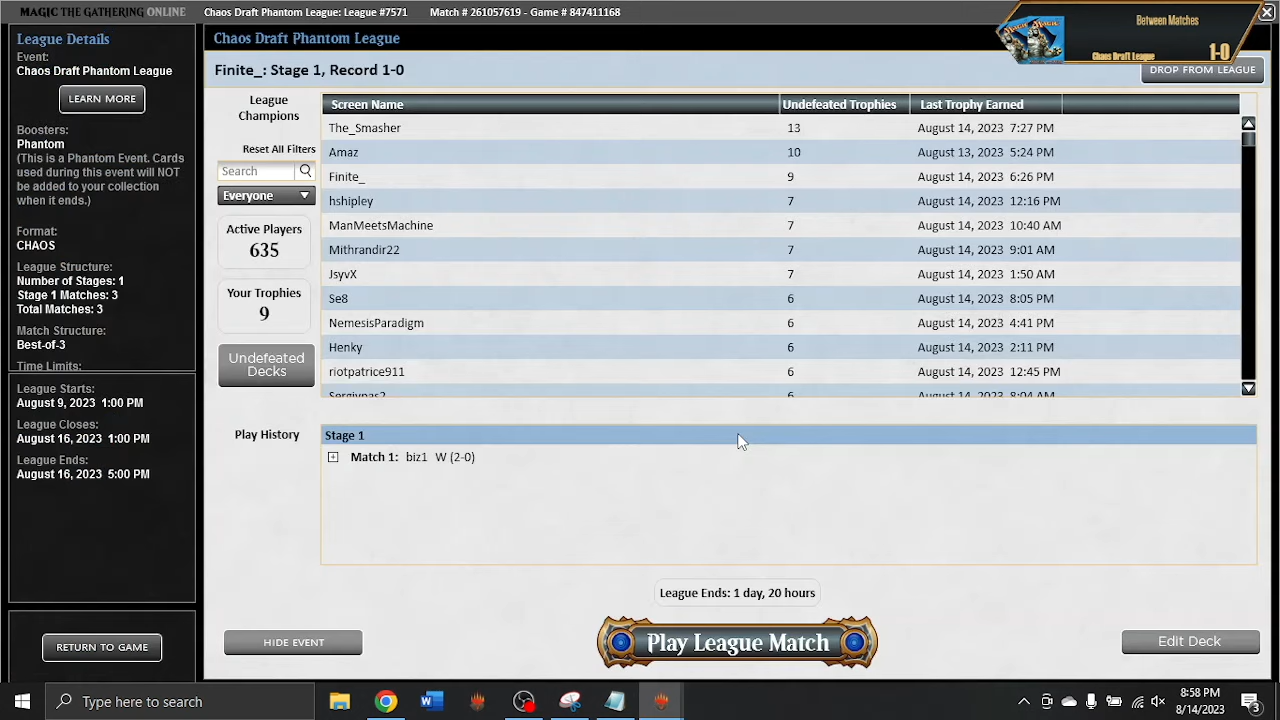 MAGIC THE GATHERING ONLINE
Chaos Draft Phantom League: League #7571 Match # 261057619 - Game # 847411168
Between Matches
Chaos Draft League
1-0
League Details
Event:
Chaos Draft Phantom League
LEARN MORE
Boosters:
Phantom
(This is a Phantom Event. Cards
used during this event will NOT
be added to your collection
when it ends.)
Format:
CHAOS
League Structure:
Number of Stages: 1
Stage 1 Matches: 3
Total Matches: 3
Match Structure:
Best-of-3
Time Limits:
League Starts:
August 9, 2023 1:00 PM
League Closes:
August 16, 2023 1:00 PM
League Ends:
August 16, 2023 5:00 PM
RETURN TO GAME
Chaos Draft Phantom League
Finite_: Stage 1, Record 1-0
DROP FROM LEAGUE
League
Champions
Reset All Filters
Search
Everyone
Active Players
635
Your Trophies
9
Undefeated
Decks
Screen Name Undefeated Trophies Last Trophy Earned
The_Smasher 13 August 14, 2023 7:27 PM
Amaz 10 August 13, 2023 5:24 PM
Finite_ 9 August 14, 2023 6:26 PM
hshipley 7 August 14, 2023 12:16 PM
ManMeetsMachine 7 August 14, 2023 10:40 AM
Mithrandir22 7 August 14, 2023 9:01 AM
JsyvX 7 August 14, 2023 1:50 AM
Se8 6 August 14, 2023 8:05 PM
NemesisParadigm 6 August 14, 2023 4:41 PM
Henky 6 August 14, 2023 2:11 PM
riotpatrice911 6 August 14, 2023 12:45 PM
6 August 14, 2023 8:04 AM
Play History
Stage 1
Match 1: biz1 W (2-0)
League Ends: 1 day, 20 hours
HIDE EVENT
Play League Match
Edit Deck
Type here to search
8:58 PM
8/14/2023
3